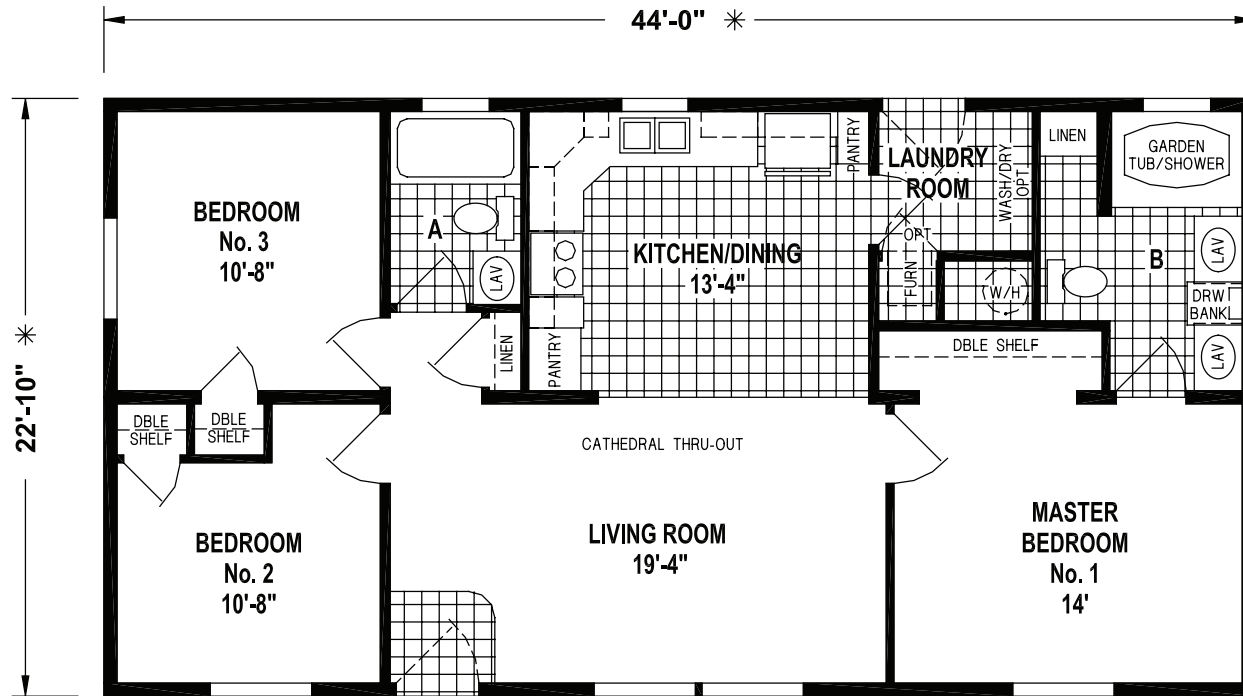 44'-0" ✳
22'-10" ✳
BEDROOM
No. 3
10'-8"
A
LAV
LINEN
PANTRY
KITCHEN/DINING
13'-4"
PANTRY
LAUNDRY
ROOM
WASH/DRY
OPT
OPT
FURN
W/H
LINEN
GARDEN
TUB/SHOWER
B
LAV
DRW
BANK
LAV
DBLE SHELF
DBLE
SHELF
DBLE
SHELF
CATHEDRAL THRU-OUT
BEDROOM
No. 2
10'-8"
LIVING ROOM
19'-4"
MASTER
BEDROOM
No. 1
14'